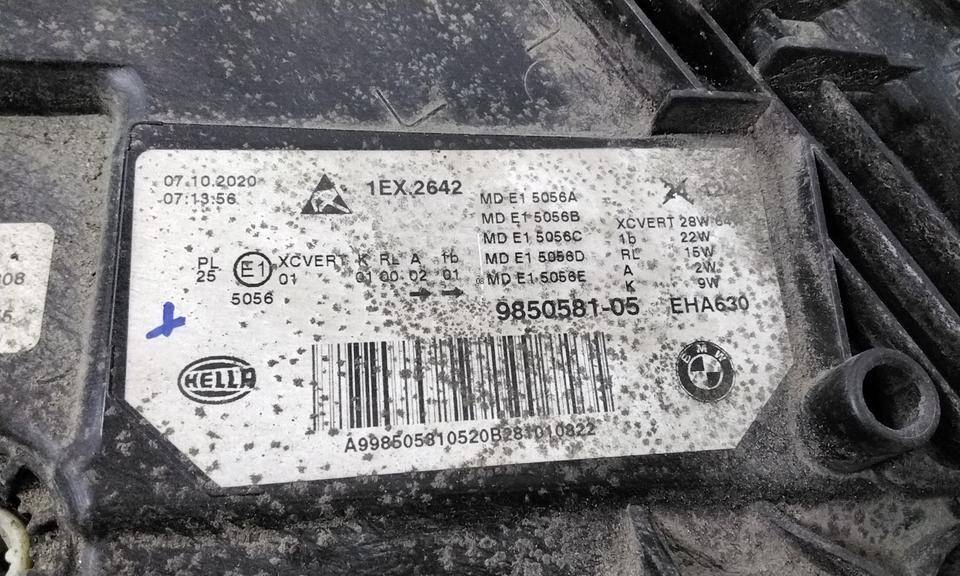 07.10.2020
07:13:56
1EX.2642
MD E1 5056A
MD E1 5056B
MD E1 5056C
MD E1 5056D
MD E1 5056E
XCVERT 28W
1b 22W
RL 15W
A 2W
K 9W
PL
25
E1
5056
XCVERT K RL A 1b
01 01 00 02 01
9850581-05 EHA630
HELLA
BMW
08